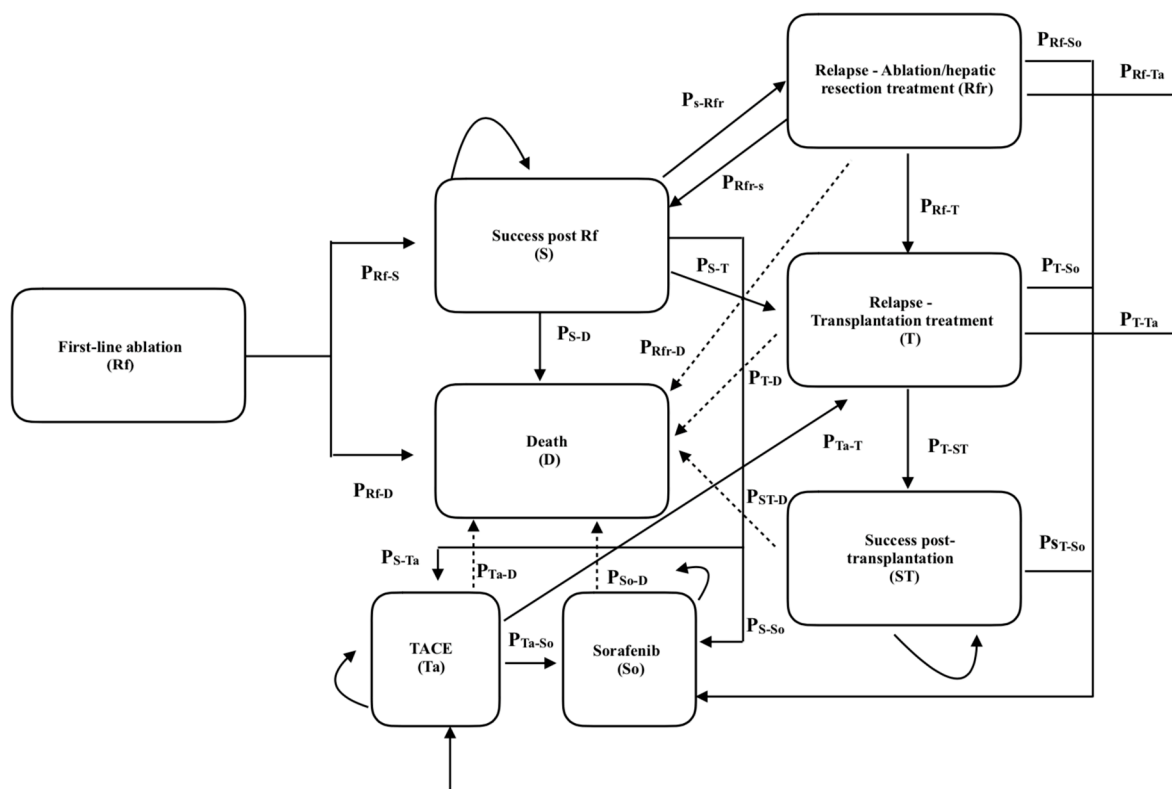 P_Rf-So
P_Rf-Ta
Relapse - Ablation/hepatic
resection treatment (Rfr)
P_s-Rfr
P_Rfr-s
Success post Rf
(S)
P_Rf-T
P_Rf-S
P_S-T
P_T-So
Relapse -
Transplantation treatment
(T)
P_T-Ta
First-line ablation
(Rf)
P_S-D
P_Rfr-D
P_T-D
Death
(D)
P_Ta-T
P_T-ST
P_Rf-D
P_ST-D
Success post-
transplantation
(ST)
Ps_T-So
P_S-Ta
P_Ta-D
P_So-D
P_S-So
P_Ta-So
TACE
(Ta)
Sorafenib
(So)